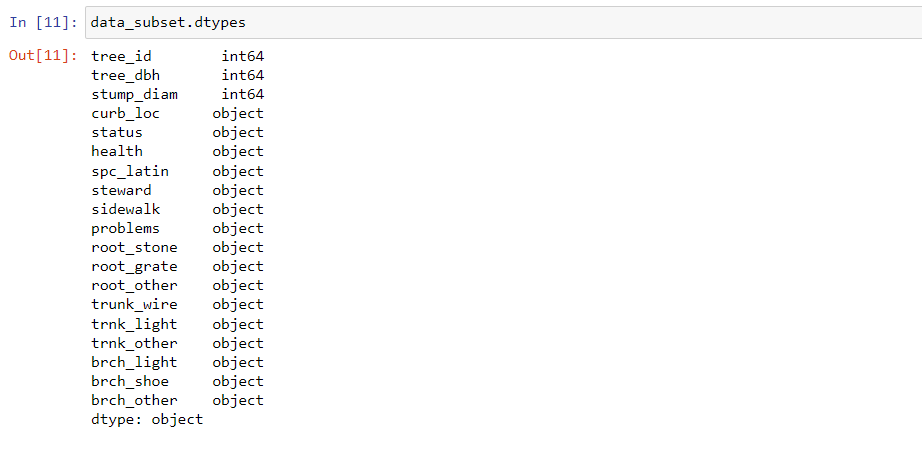 In [11]: data_subset.dtypes
Out[11]: tree_id int64
tree_dbh int64
stump_diam int64
curb_loc object
status object
health object
spc_latin object
steward object
sidewalk object
problems object
root_stone object
root_grate object
root_other object
trunk_wire object
trnk_light object
trnk_other object
brch_light object
brch_shoe object
brch_other object
dtype: object